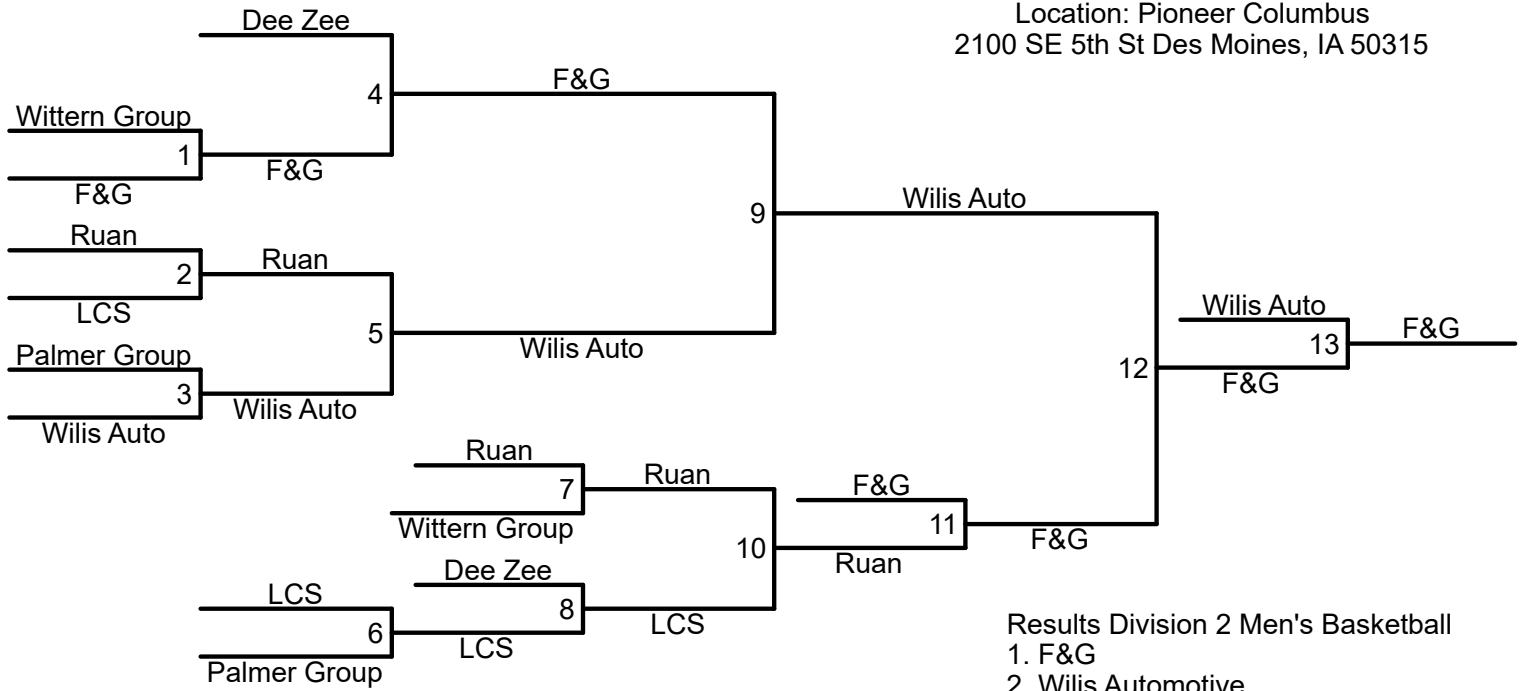 Location: Pioneer Columbus
2100 SE 5th St Des Moines, IA 50315
Dee Zee
4
F&G
Wittern Group
1
F&G
F&G
Ruan
2
Ruan
LCS
9
Wilis Auto
5
Wilis Auto
Palmer Group
3
Wilis Auto
Wilis Auto
12
Wilis Auto
13
F&G
F&G
Ruan
7
Ruan
Wittern Group
10
F&G
11
F&G
Ruan
Dee Zee
8
LCS
LCS
6
LCS
Palmer Group
Results Division 2 Men's Basketball
1. F&G
2. Wilis Automotive